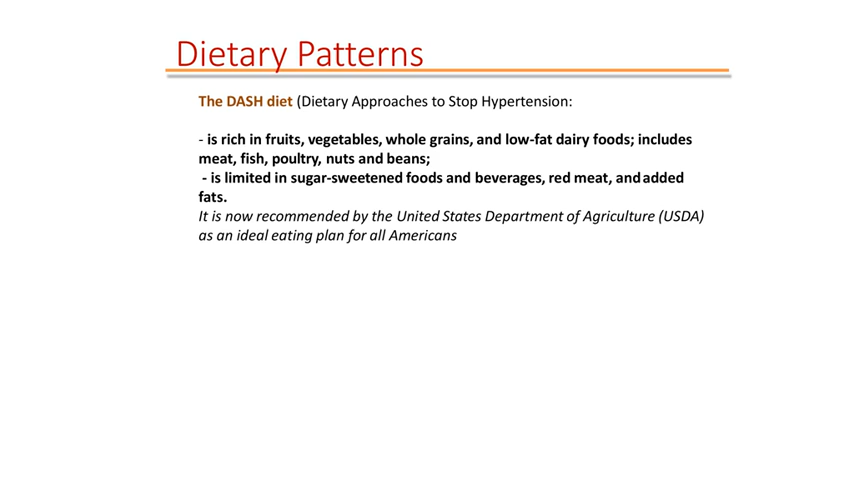 Dietary Patterns
The DASH diet (Dietary Approaches to Stop Hypertension:
- is rich in fruits, vegetables, whole grains, and low-fat dairy foods; includes
meat, fish, poultry, nuts and beans;
- is limited in sugar-sweetened foods and beverages, red meat, and added
fats.
It is now recommended by the United States Department of Agriculture (USDA)
as an ideal eating plan for all Americans